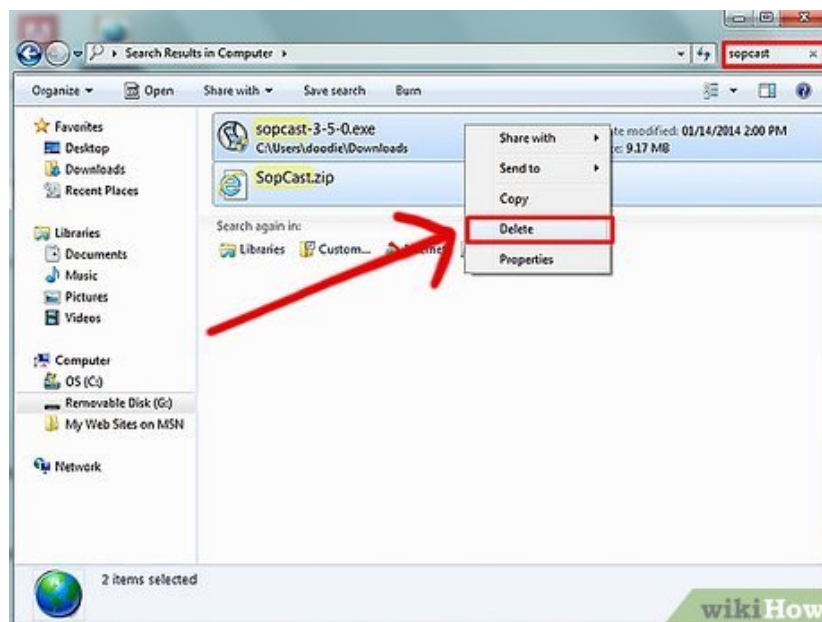 Search Results in Computer
sopcast
Organize
Open
Share with
Save search
Burn
Favorites
Desktop
Downloads
Recent Places
Libraries
Documents
Music
Pictures
Videos
Computer
OS (C:)
Removable Disk (G:)
My Web Sites on MSN
Network
sopcast-3-5-0.exe
C:\Users\doodie\Downloads
modified: 01/14/2014 2:00 PM
9.17 MB
SopCast.zip
Search again in:
Libraries
Custom...
Share with
Send to
Copy
Delete
Properties
2 items selected
wikiHow